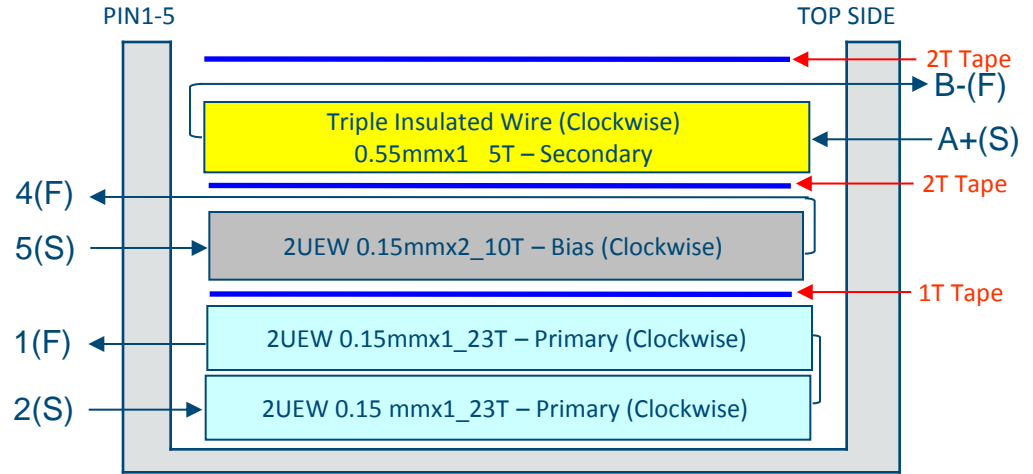 PIN1-5
TOP SIDE
2T Tape
B-(F)
Triple Insulated Wire (Clockwise)
0.55mmx1 5T – Secondary
A+(S)
2T Tape
4(F)
5(S)
2UEW 0.15mmx2_10T – Bias (Clockwise)
1T Tape
1(F)
2UEW 0.15mmx1_23T – Primary (Clockwise)
2(S)
2UEW 0.15 mmx1_23T – Primary (Clockwise)